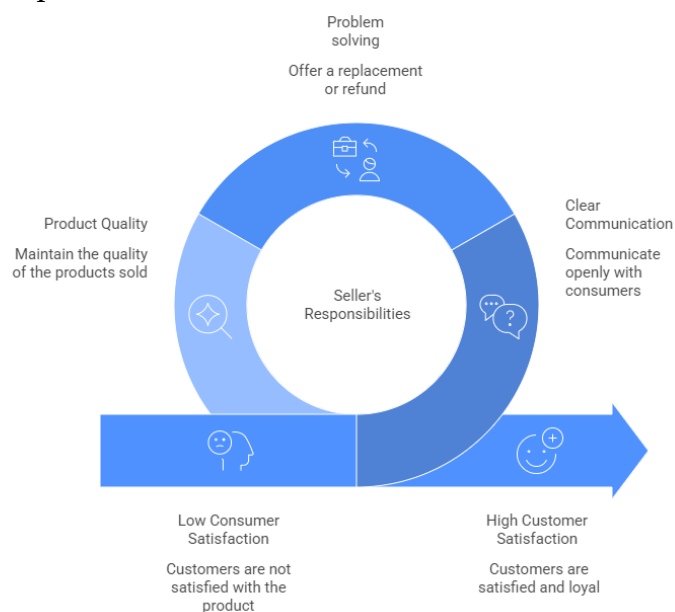 Problem
solving
Offer a replacement
or refund
Product Quality
Maintain the quality
of the products sold
Clear
Communication
Communicate
openly with
consumers
Seller's
Responsibilities
?
Low Consumer
Satisfaction
Customers are not
satisfied with the
product
High Customer
Satisfaction
Customers are
satisfied and loyal